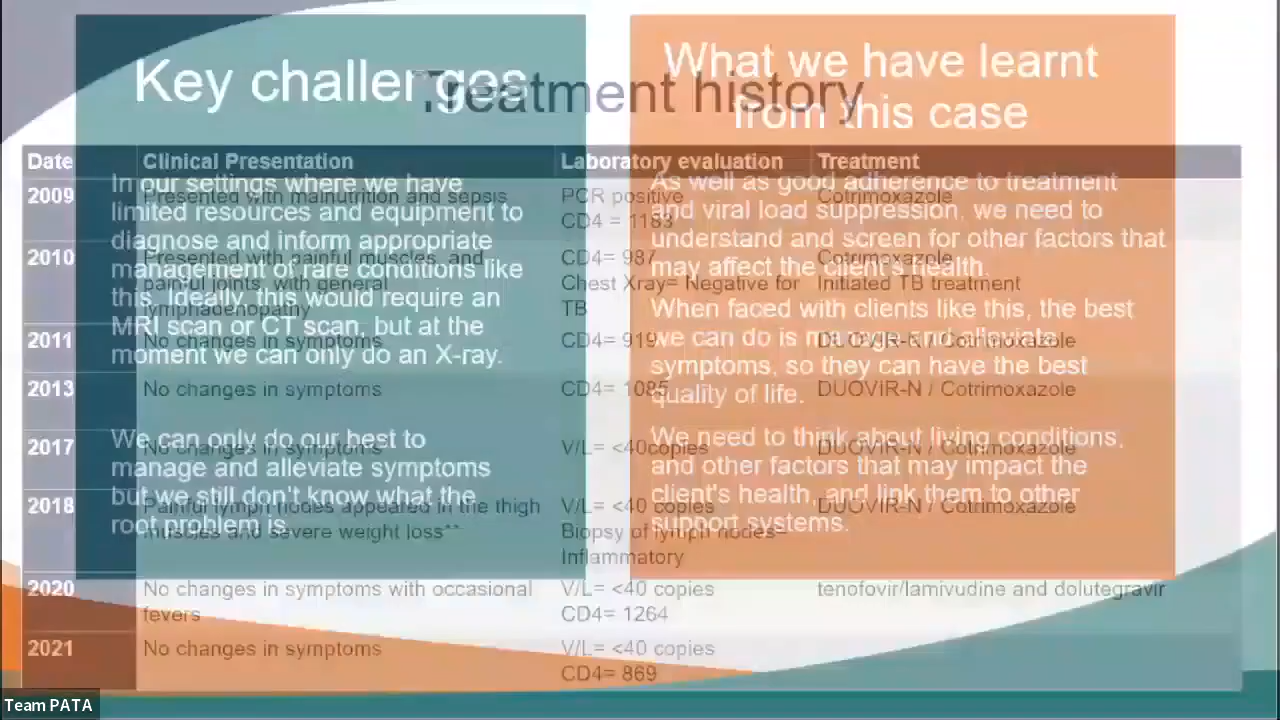 Key challenges
In our settings where we have
limited resources and equipment to
diagnose and inform appropriate
management of rare conditions like
this. Ideally, this would require an
MRI scan or CT scan, but at the
moment we can only do an X-ray.
We can only do our best to
manage and alleviate symptoms
but we still don't know what the
root problem is.
What we have learnt
from this case
As well as good adherence to treatment
and viral load suppression, we need to
understand and screen for other factors that
may affect the client's health.
When faced with clients like this, the best
we can do is manage and alleviate
symptoms, so they can have the best
quality of life.
We need to think about living conditions,
and other factors that may impact the
client's health, and link them to other
support systems.
Treatment history
Date Clinical Presentation Laboratory evaluation Treatment
2009 Presented with malnutrition and sepsis PCR positive Cotrimoxazole
CD4 = 1183
2010 Presented with painful muscles, and CD4= 987 Cotrimoxazole
painful joints, with general Chest Xray= Negative for Initiated TB treatment
lymphadenopathy TB
2011 No changes in symptoms CD4= 919 DUOVIR-N / Cotrimoxazole
2013 No changes in symptoms CD4= 1085 DUOVIR-N / Cotrimoxazole
2017 No changes in symptoms V/L= <40copies DUOVIR-N / Cotrimoxazole
2018 Painful lymph nodes appeared in the thigh V/L= <40 copies DUOVIR-N / Cotrimoxazole
muscles and severe weight loss** Biopsy of lymph nodes=
Inflammatory
2020 No changes in symptoms with occasional V/L= <40 copies tenofovir/lamivudine and dolutegravir
fevers CD4= 1264
2021 No changes in symptoms V/L= <40 copies
CD4= 869
Team PATA